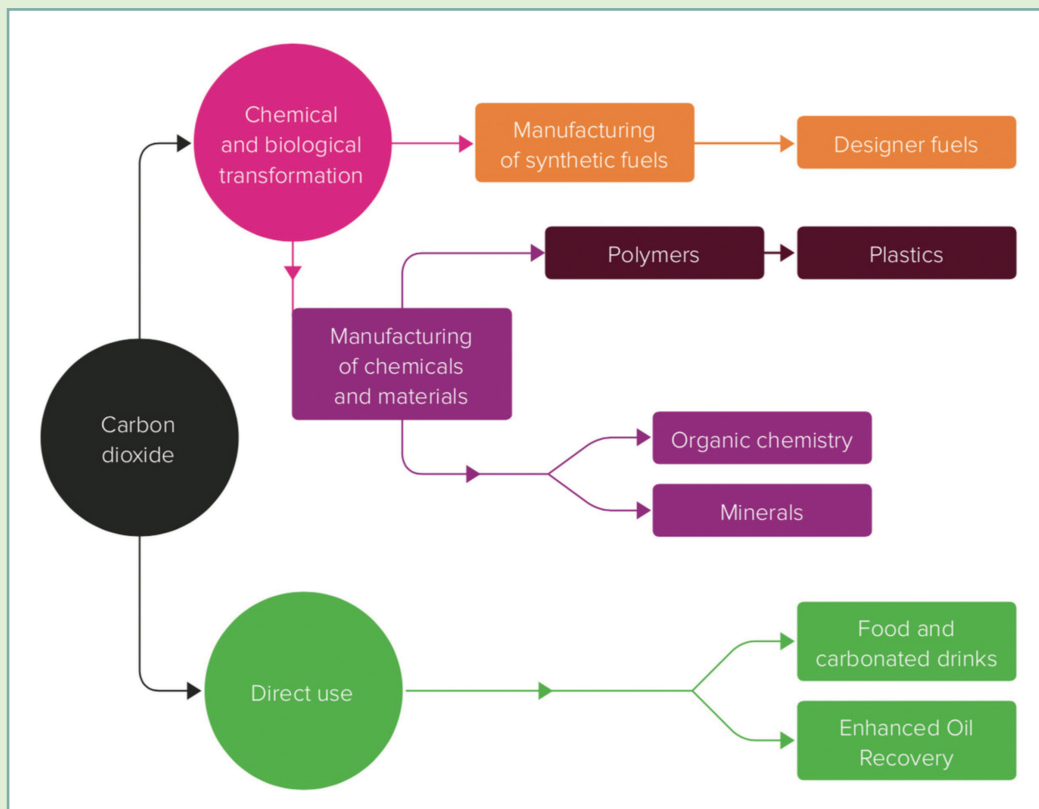 Chemical
and biological
transformation
Manufacturing
of synthetic fuels
Designer fuels
Polymers
Plastics
Manufacturing
of chemicals
and materials
Carbon
dioxide
Organic chemistry
Minerals
Direct use
Food and
carbonated drinks
Enhanced Oil
Recovery